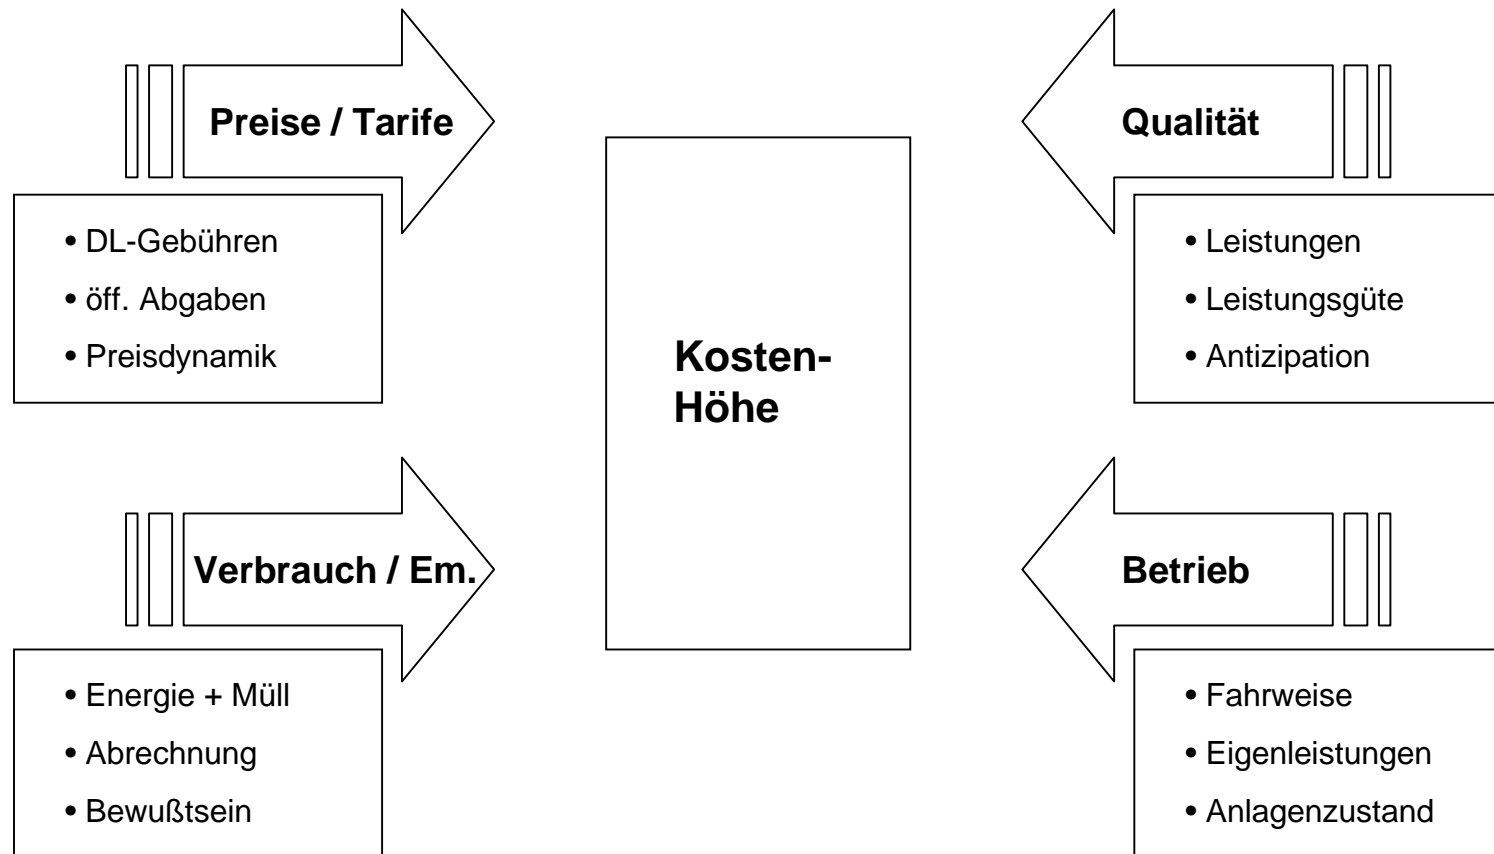 Preise / Tarife
• DL-Gebühren
• öff. Abgaben
• Preisdynamik
Verbrauch / Em.
• Energie + Müll
• Abrechnung
• Bewußtsein
Kosten-
Höhe
Qualität
• Leistungen
• Leistungsgüte
• Antizipation
Betrieb
• Fahrweise
• Eigenleistungen
• Anlagenzustand